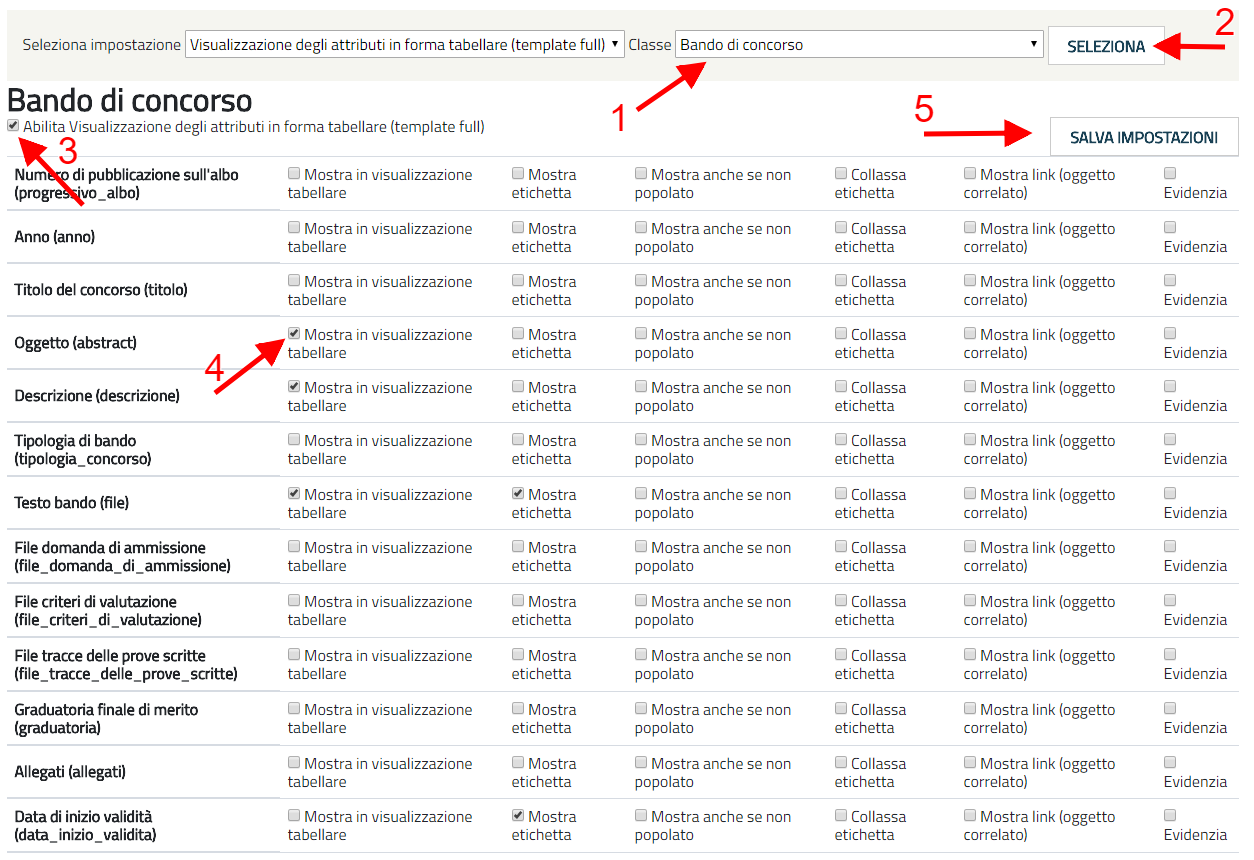 2
Seleziona impostazione Visualizzazione degli attributi in forma tabellare (template full) Classe Bando di concorso SELEZIONA
1
Bando di concorso
5
Abilita Visualizzazione degli attributi in forma tabellare (template full)
SALVA IMPOSTAZIONI
3
Numero di pubblicazione sull'albo (progressivo_albo) Mostra in visualizzazione tabellare Mostra etichetta Mostra anche se non popolato Collassa etichetta Mostra link (oggetto correlato) Evidenzia
Anno (anno) Mostra in visualizzazione tabellare Mostra etichetta Mostra anche se non popolato Collassa etichetta Mostra link (oggetto correlato) Evidenzia
Titolo del concorso (titolo) Mostra in visualizzazione tabellare Mostra etichetta Mostra anche se non popolato Collassa etichetta Mostra link (oggetto correlato) Evidenzia
Oggetto (abstract) Mostra in visualizzazione tabellare Mostra etichetta Mostra anche se non popolato Collassa etichetta Mostra link (oggetto correlato) Evidenzia
4
Descrizione (descrizione) Mostra in visualizzazione tabellare Mostra etichetta Mostra anche se non popolato Collassa etichetta Mostra link (oggetto correlato) Evidenzia
Tipologia di bando (tipologia_concorso) Mostra in visualizzazione tabellare Mostra etichetta Mostra anche se non popolato Collassa etichetta Mostra link (oggetto correlato) Evidenzia
Testo bando (file) Mostra in visualizzazione tabellare Mostra etichetta Mostra anche se non popolato Collassa etichetta Mostra link (oggetto correlato) Evidenzia
File domanda di ammissione (file_domanda_di_ammissione) Mostra in visualizzazione tabellare Mostra etichetta Mostra anche se non popolato Collassa etichetta Mostra link (oggetto correlato) Evidenzia
File criteri di valutazione (file_criteri_di_valutazione) Mostra in visualizzazione tabellare Mostra etichetta Mostra anche se non popolato Collassa etichetta Mostra link (oggetto correlato) Evidenzia
File tracce delle prove scritte (file_tracce_delle_prove_scritte) Mostra in visualizzazione tabellare Mostra etichetta Mostra anche se non popolato Collassa etichetta Mostra link (oggetto correlato) Evidenzia
Graduatoria finale di merito (graduatoria) Mostra in visualizzazione tabellare Mostra etichetta Mostra anche se non popolato Collassa etichetta Mostra link (oggetto correlato) Evidenzia
Allegati (allegati) Mostra in visualizzazione tabellare Mostra etichetta Mostra anche se non popolato Collassa etichetta Mostra link (oggetto correlato) Evidenzia
Data di inizio validità (data_inizio_validita) Mostra in visualizzazione tabellare Mostra etichetta Mostra anche se non popolato Collassa etichetta Mostra link (oggetto correlato) Evidenzia